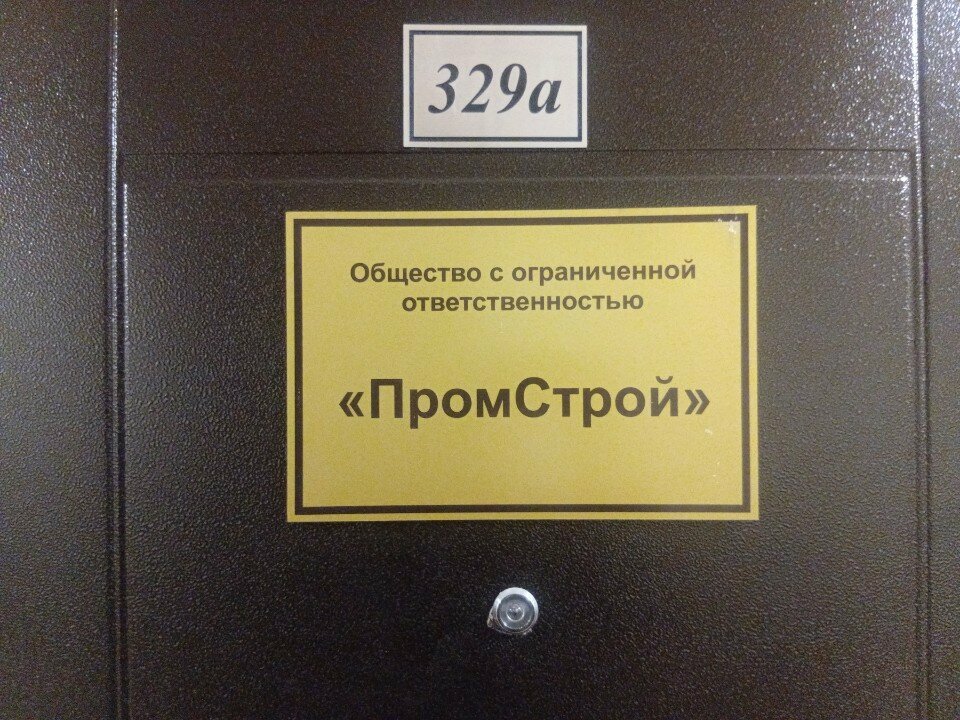 329а
Общество с ограниченной
ответственностью
«ПромСтрой»